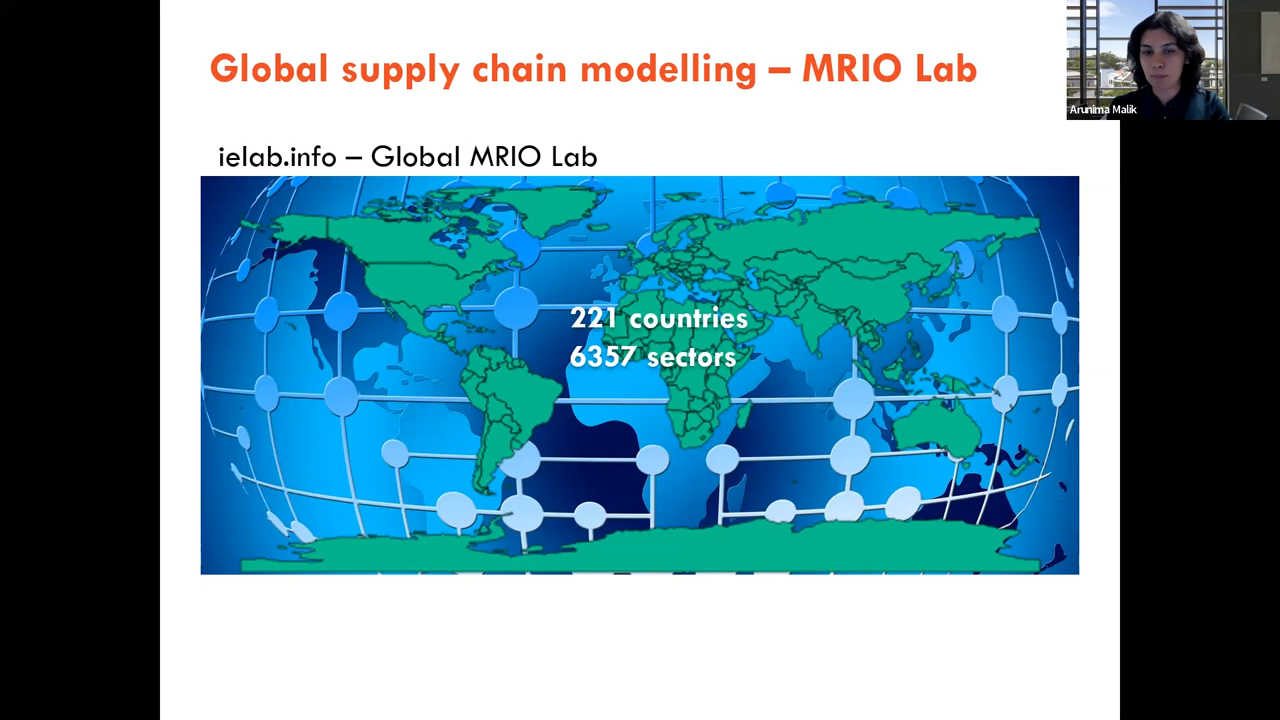 Global supply chain modelling – MRIO Lab
Arunima Malik
ielab.info – Global MRIO Lab
221 countries
6357 sectors